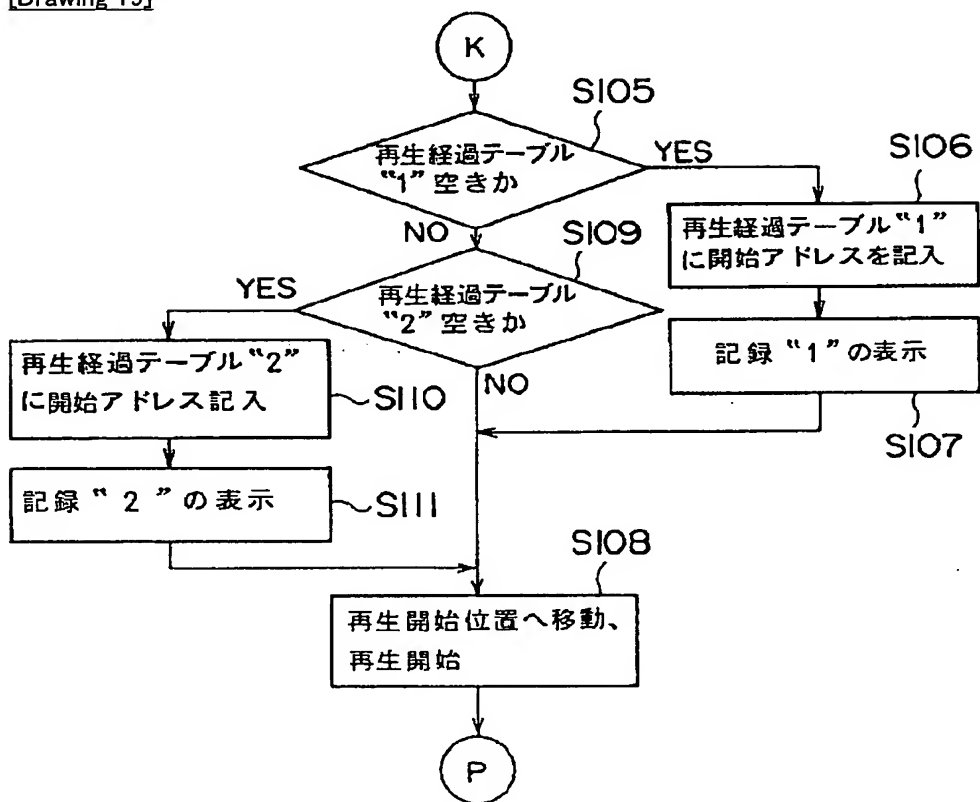 [Drawing 19]
K
S105
再生経過テーブル
"1"空きか
YES
S106
再生経過テーブル"1"
に開始アドレスを記入
NO
S109
再生経過テーブル
"2"空きか
YES
記録"1"の表示
S107
再生経過テーブル"2"
に開始アドレス記入
S110
NO
記録"2"の表示
S111
S108
再生開始位置へ移動、
再生開始
P